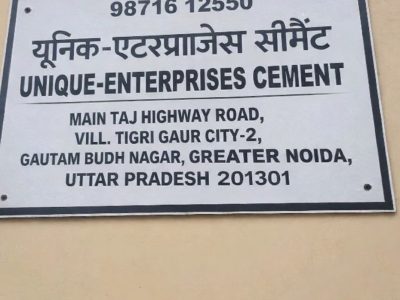 98716 12550
यूनिक-एटरप्राजेस सीमैंट
UNIQUE-ENTERPRISES CEMENT
MAIN TAJ HIGHWAY ROAD,
VILL. TIGRI GAUR CITY-2,
GAUTAM BUDH NAGAR, GREATER NOIDA,
UTTAR PRADESH 201301